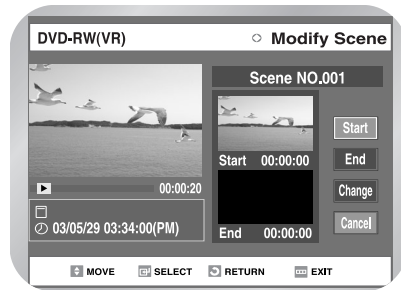 DVD-RW(VR)
Modify Scene
Scene NO.001
Start
Start 00:00:00
End
00:00:20
Change
03/05/29 03:34:00(PM)
Cancel
End 00:00:00
MOVE SELECT RETURN EXIT